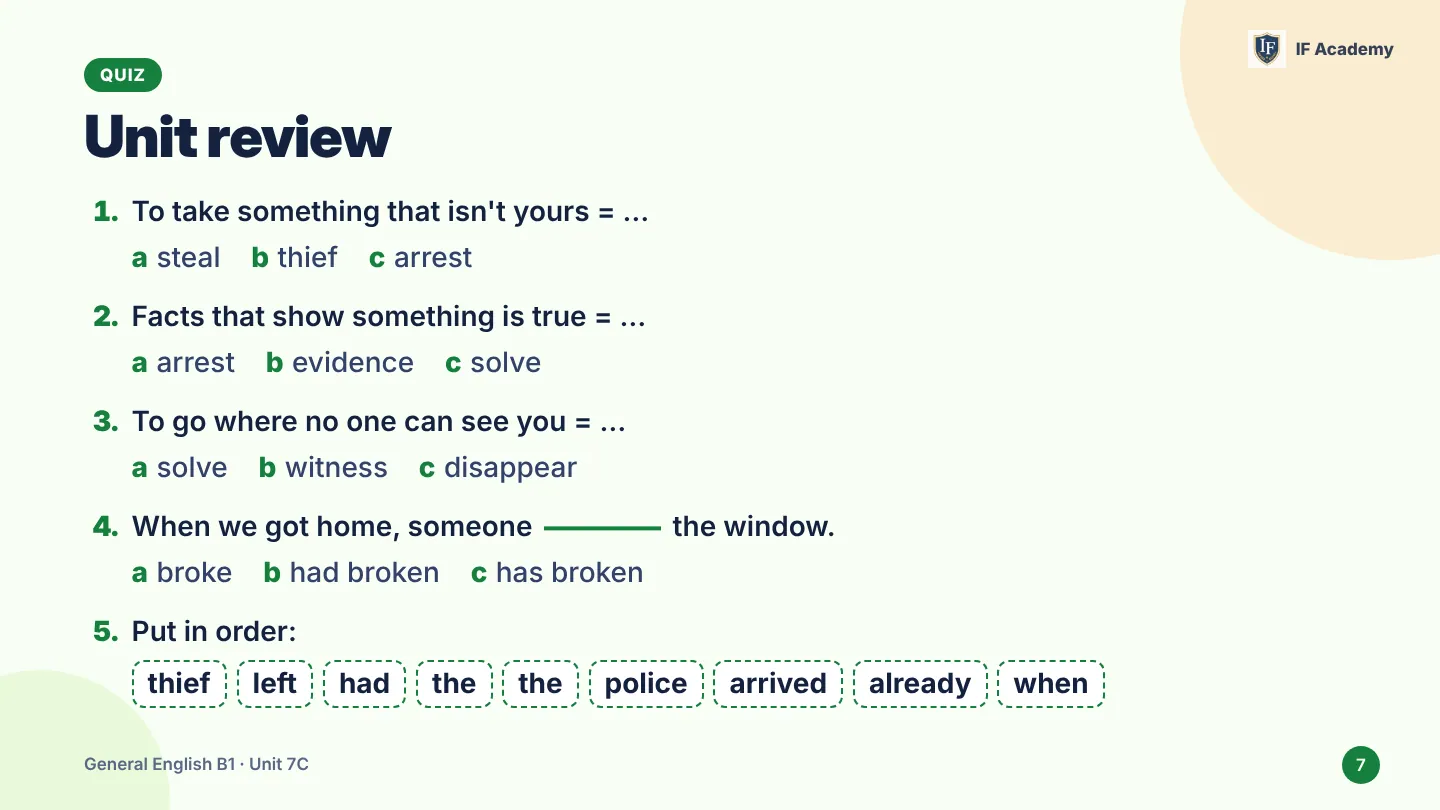 IF Academy
QUIZ
Unit review
1. To take something that isn't yours = ...
a steal b thief c arrest
2. Facts that show something is true = ...
a arrest b evidence c solve
3. To go where no one can see you = ...
a solve b witness c disappear
4. When we got home, someone ______ the window.
a broke b had broken c has broken
5. Put in order:
thief left had the the police arrived already when
General English B1 · Unit 7C
7